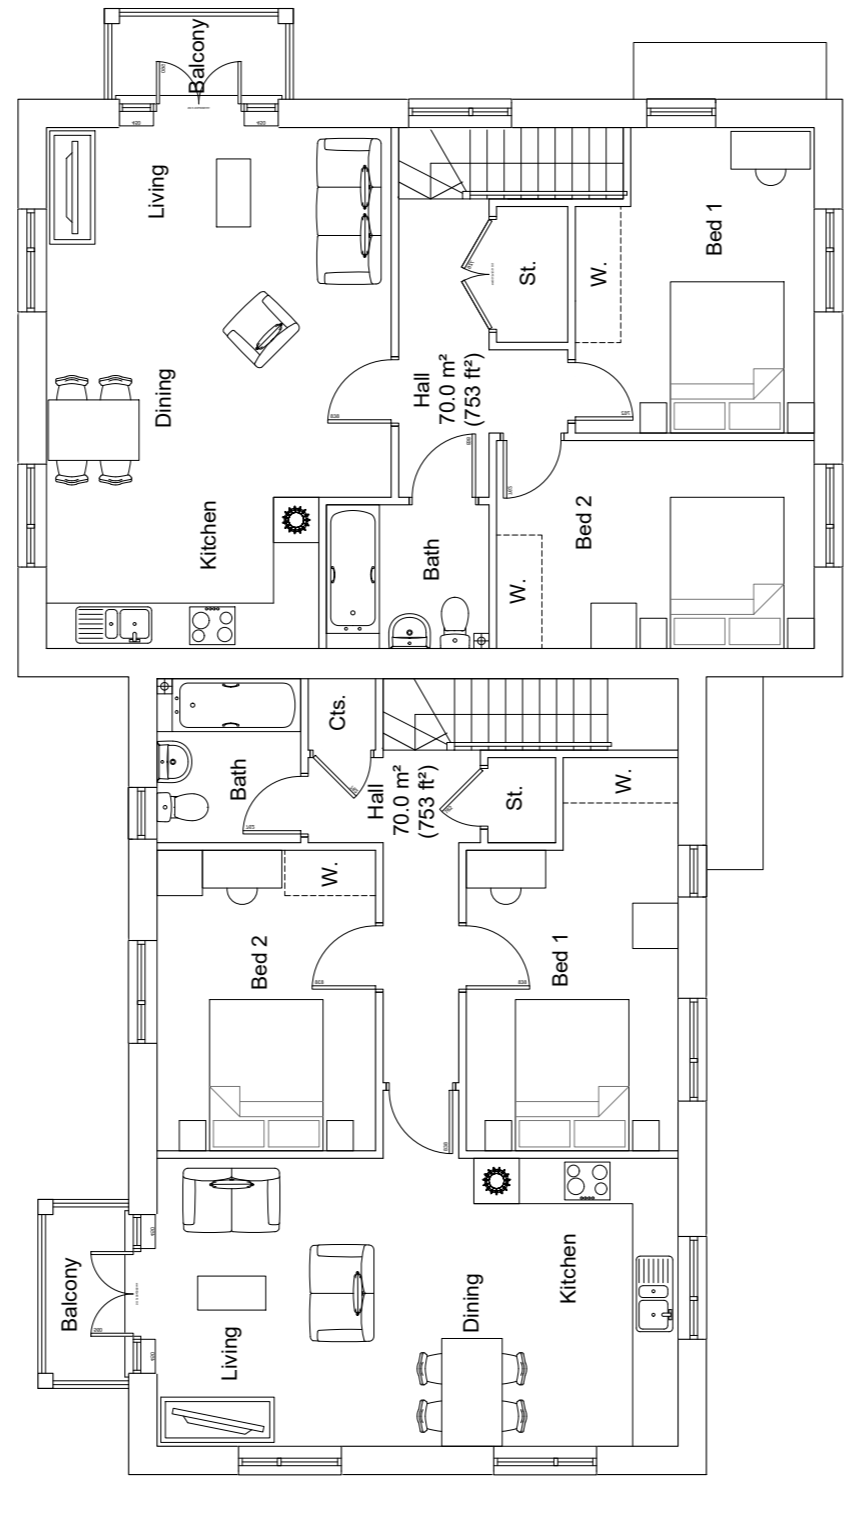 Balcony
Living
Dining
Kitchen
Hall
70.0 m²
(753 ft²)
St.
W.
Bed 1
Bath
Bed 2
W.
Bath
Cts.
Hall
70.0 m²
(753 ft²)
St.
W.
Bed 2
W.
Bed 1
Balcony
Living
Dining
Kitchen